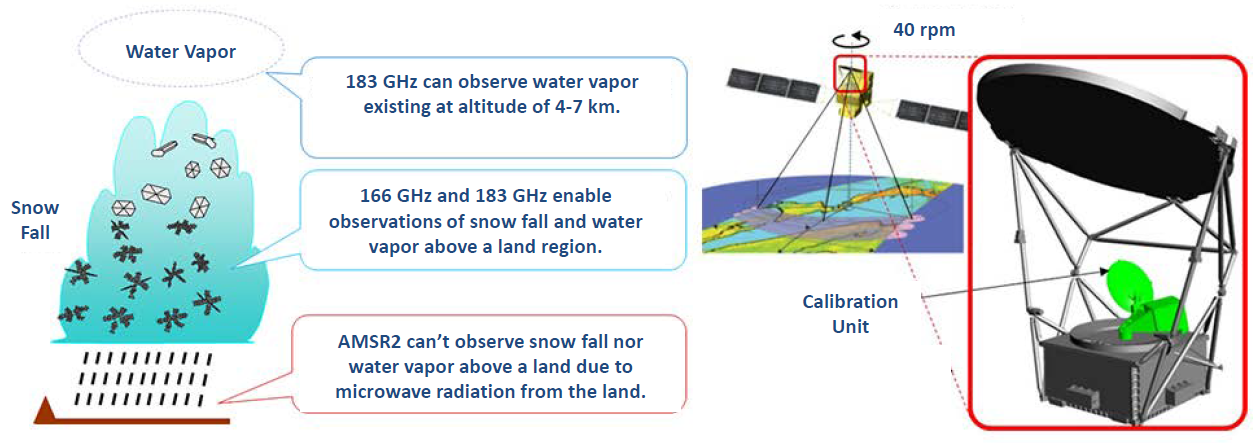 Water Vapor
183 GHz can observe water vapor
existing at altitude of 4-7 km.
Snow
Fall
166 GHz and 183 GHz enable
observations of snow fall and water
vapor above a land region.
AMSR2 can’t observe snow fall nor
water vapor above a land due to
microwave radiation from the land.
40 rpm
Calibration
Unit